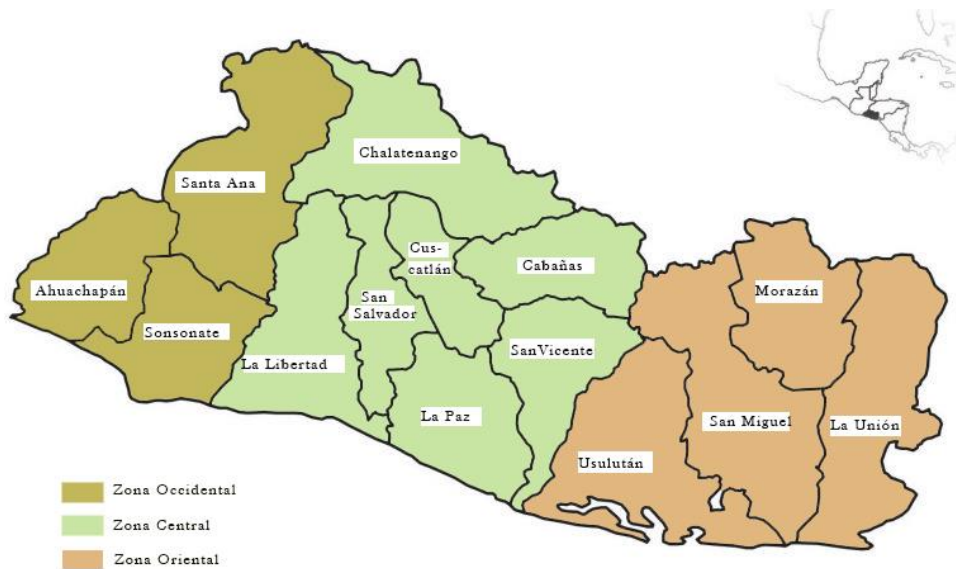 Chalatenango
Santa Ana
Cus-
catlán
Cabañas
Ahuachapán
Morazán
San
Salvador
Sonsonate
SanVicente
La Libertad
La Paz
San Miguel
La Unión
Usulután
Zona Occidental
Zona Central
Zona Oriental